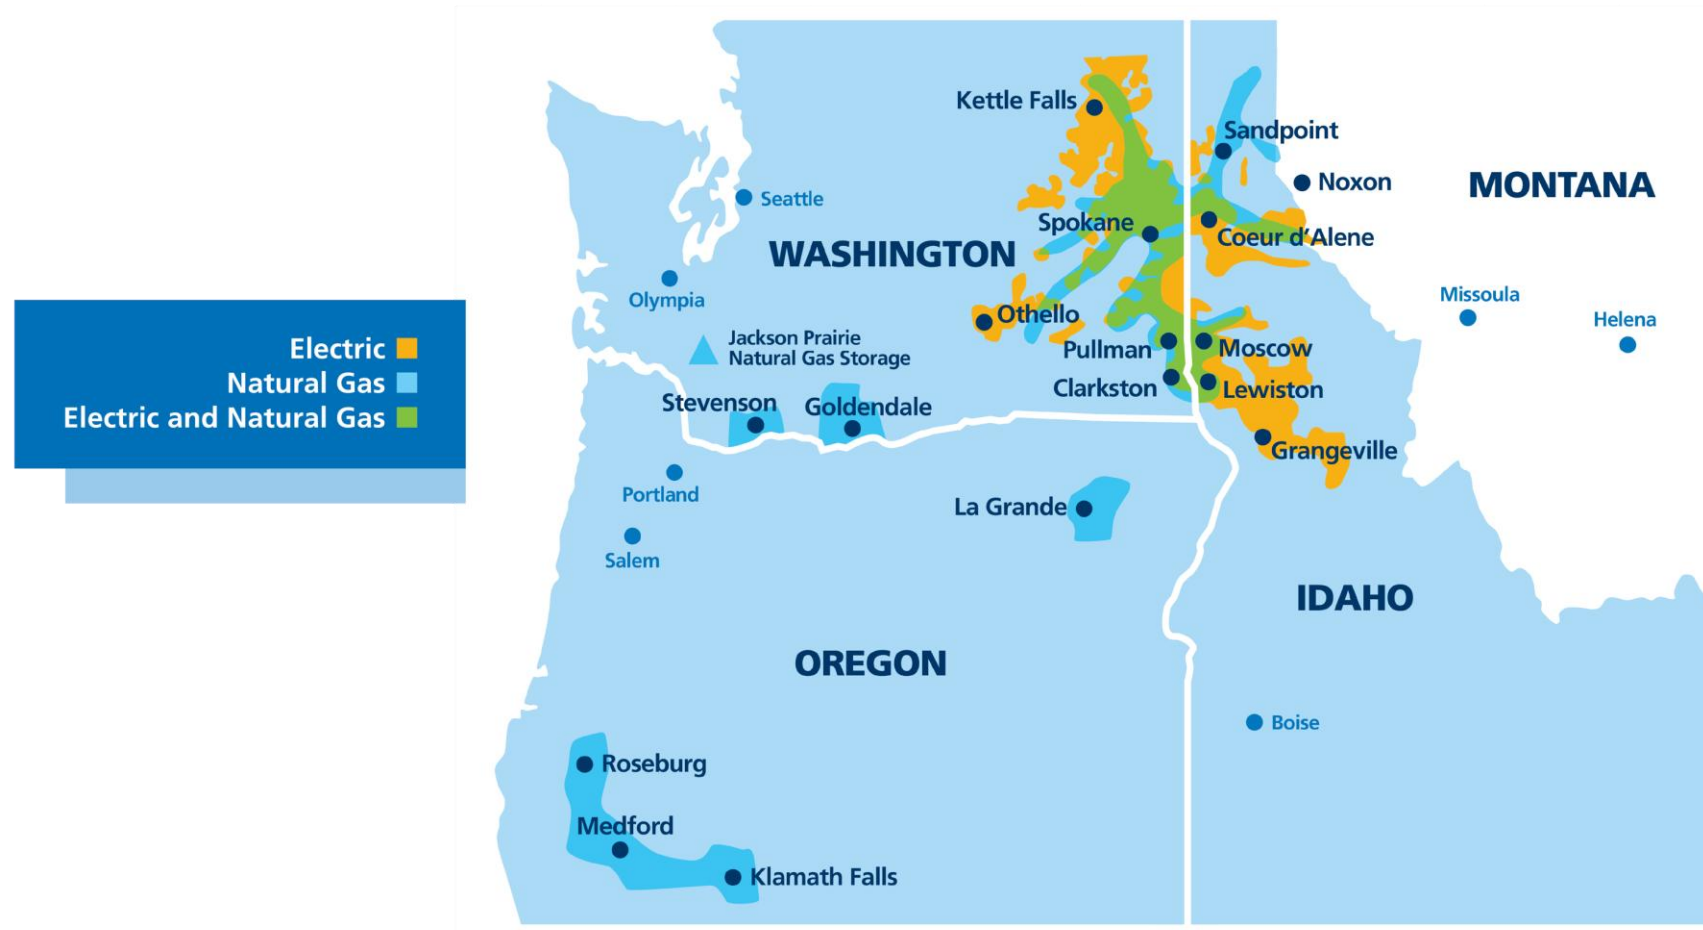 Electric
Natural Gas
Electric and Natural Gas
Kettle Falls
Sandpoint
Noxon
MONTANA
Seattle
Spokane
Coeur d'Alene
WASHINGTON
Olympia
Missoula
Helena
Othello
Jackson Prairie
Natural Gas Storage
Pullman
Moscow
Clarkston
Lewiston
Stevenson
Goldendale
Grangeville
Portland
La Grande
Salem
IDAHO
OREGON
Boise
Roseburg
Medford
Klamath Falls